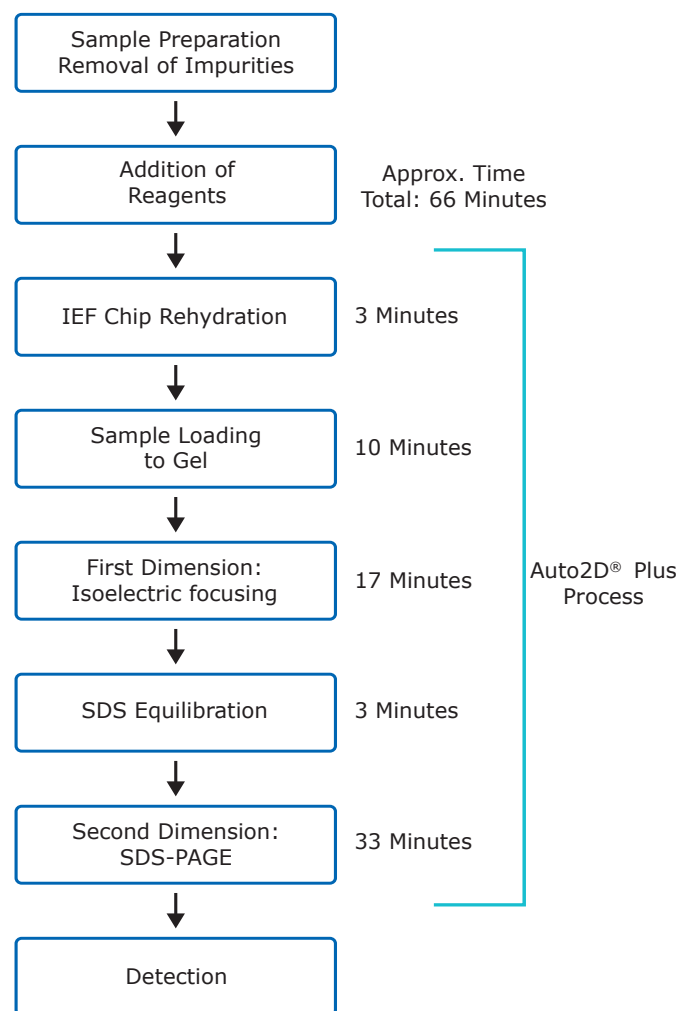 Sample Preparation
Removal of Impurities
Addition of
Reagents
Approx. Time
Total: 66 Minutes
IEF Chip Rehydration
3 Minutes
Sample Loading
to Gel
10 Minutes
First Dimension:
Isoelectric focusing
17 Minutes
Auto2D® Plus
Process
SDS Equilibration
3 Minutes
Second Dimension:
SDS-PAGE
33 Minutes
Detection